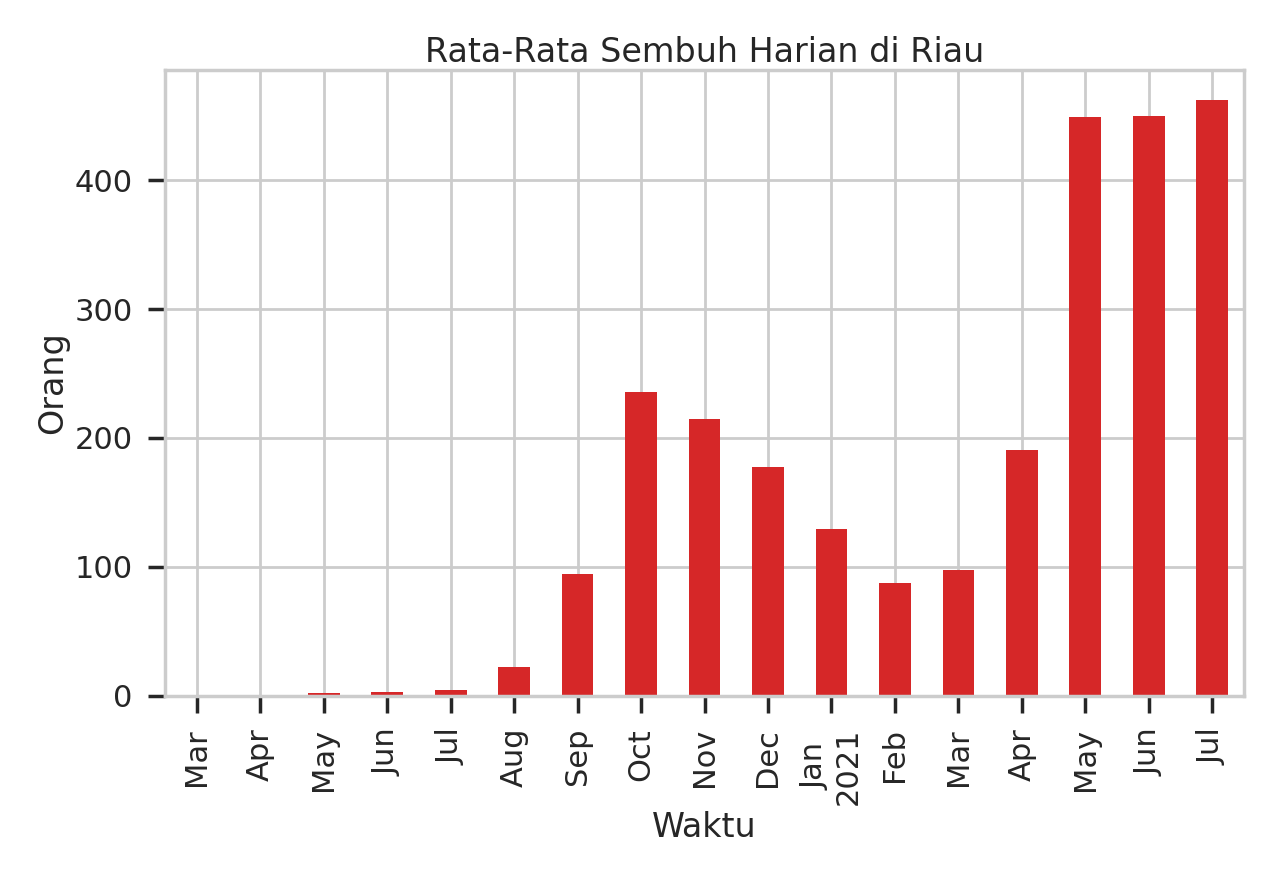 Rata-Rata Sembuh Harian di Riau
Orang
400
300
200
100
0
Mar
Apr
May
Jun
Jul
Aug
Sep
Oct
Nov
Dec
Jan
2021
Feb
Mar
Apr
May
Jun
Jul
Waktu